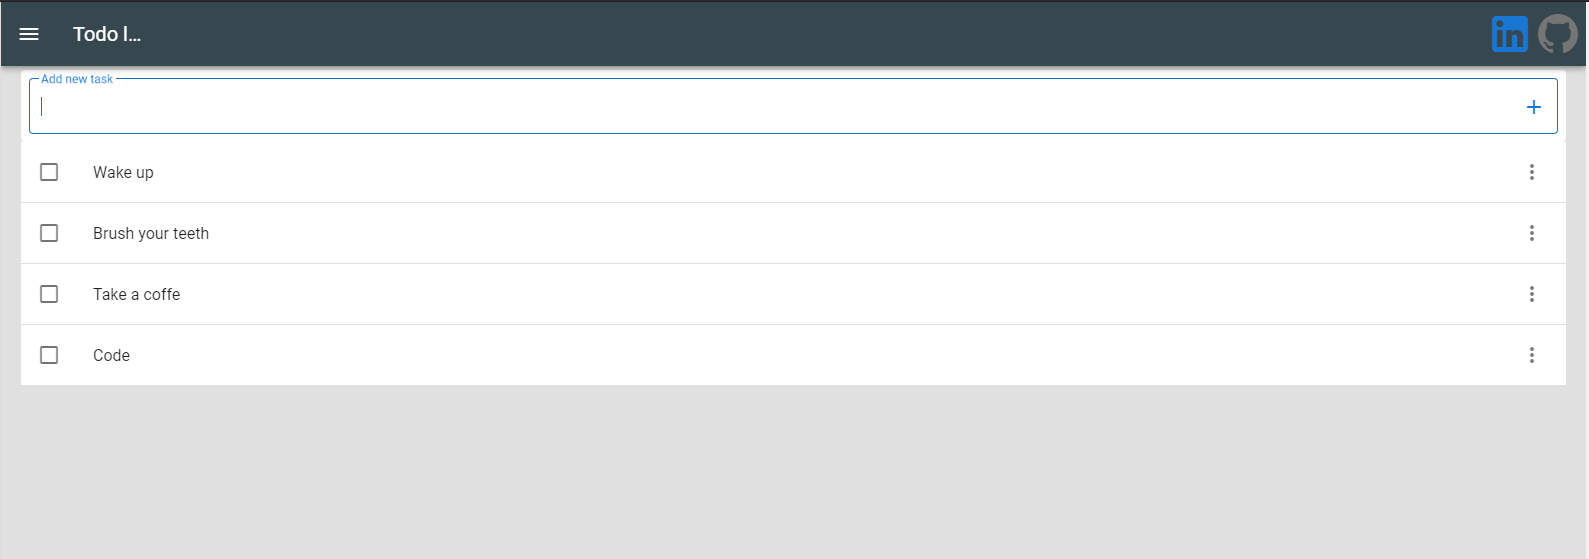 Todo l...
in
Add new task
Wake up
Brush your teeth
Take a coffe
Code